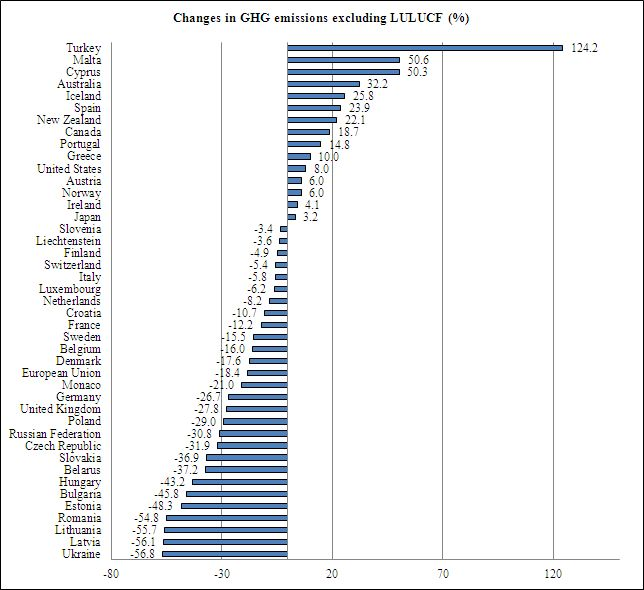 Changes in GHG emissions excluding LULUCF (%)
Turkey 124.2
Malta 50.6
Cyprus 50.3
Australia 32.2
Iceland 25.8
Spain 23.9
New Zealand 22.1
Canada 18.7
Portugal 14.8
Greece 10.0
United States 8.0
Austria 6.0
Norway 6.0
Ireland 4.1
Japan 3.2
Slovenia -3.4
Liechtenstein -3.6
Finland -4.9
Switzerland -5.4
Italy -5.8
Luxembourg -6.2
Netherlands -8.2
Croatia -10.7
France -12.2
Sweden -15.5
Belgium -16.0
Denmark -17.6
European Union -18.4
Monaco -21.0
Germany -26.7
United Kingdom -27.8
Poland -29.0
Russian Federation -30.8
Czech Republic -31.9
Slovakia -36.9
Belarus -37.2
Hungary -43.2
Bulgaria -45.8
Estonia -48.3
Romania -54.8
Lithuania -55.7
Latvia -56.1
Ukraine -56.8
-80 -30 20 70 120